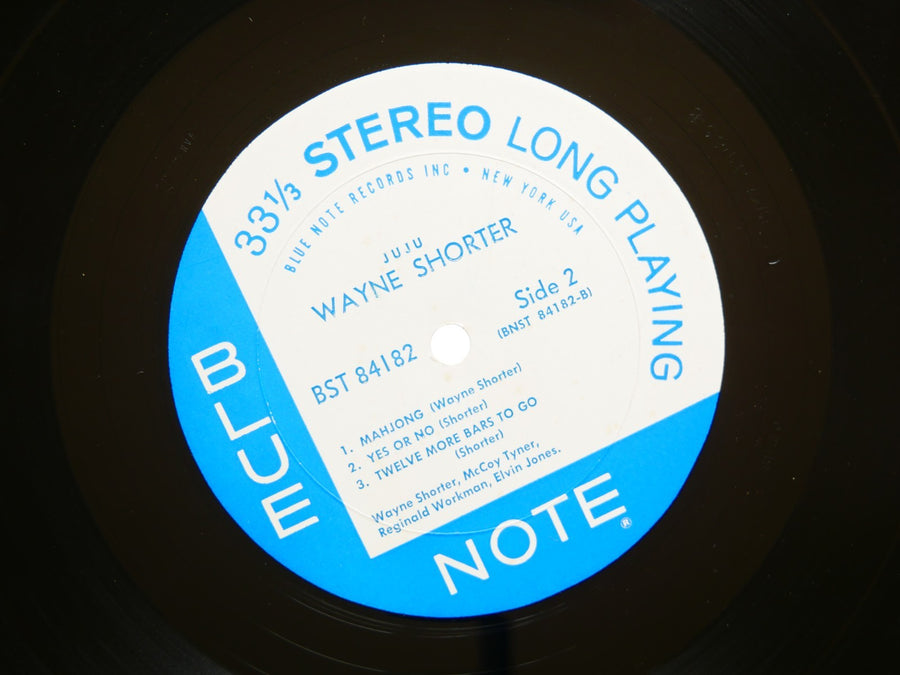 33⅓ STEREO LONG PLAYING
BLUE NOTE RECORDS INC • NEW YORK USA
JUJU
WAYNE SHORTER
Side 2
BST 84182
(BNST 84182-B)
1. MAHJONG (Wayne Shorter)
2. YES OR NO (Shorter)
3. TWELVE MORE BARS TO GO
(Shorter)
Wayne Shorter, McCoy Tyner,
Reginald Workman, Elvin Jones.
BLUE
NOTE®